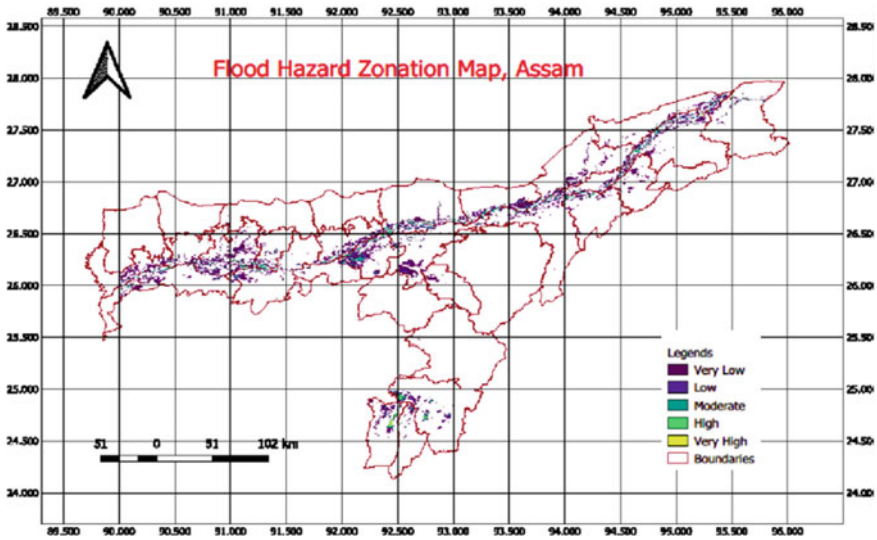 89.500 90.000 90.500 91.000 91.500 92.000 92.500 93.000 93.500 94.000 94.500 95.000 95.500 96.000
28.500 28.500
Flood Hazard Zonation Map, Assam
28.000 28.000
27.500 27.500
27.000 27.000
26.500 26.500
26.000 26.000
25.500 25.500
Legends
Very Low
25.000 25.000
Low
Moderate
High
24.500 24.500
Very High
51 0 51 102 km
Boundaries
24.000 24.000
89.500 90.000 90.500 91.000 91.500 92.000 92.500 93.000 93.500 94.000 94.500 95.000 95.500 96.000